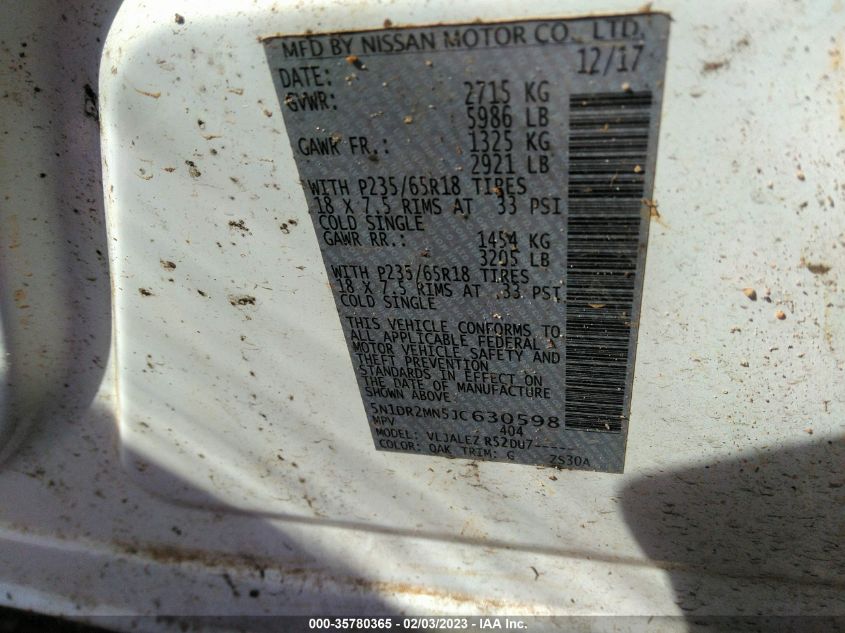 MFD BY NISSAN MOTOR CO., LTD.
DATE: 12/17
GVWR: 2715 KG
5986 LB
GAWR FR.: 1325 KG
2921 LB
WITH P235/65R18 TIRES
18 X 7.5 RIMS AT 33 PSI
COLD SINGLE
GAWR RR.: 1454 KG
3205 LB
WITH P235/65R18 TIRES
18 X 7.5 RIMS AT 33 PSI
COLD SINGLE
THIS VEHICLE CONFORMS TO
ALL APPLICABLE FEDERAL
MOTOR VEHICLE SAFETY AND
THEFT PREVENTION
STANDARDS IN EFFECT ON
THE DATE OF MANUFACTURE
SHOWN ABOVE.
5N1DR2MN5JC630598
MPV 404
MODEL: VLJALEZ R52DU7------
COLOR: QAK TRIM: G ZS30A
000-35780365 - 02/03/2023 - IAA Inc.